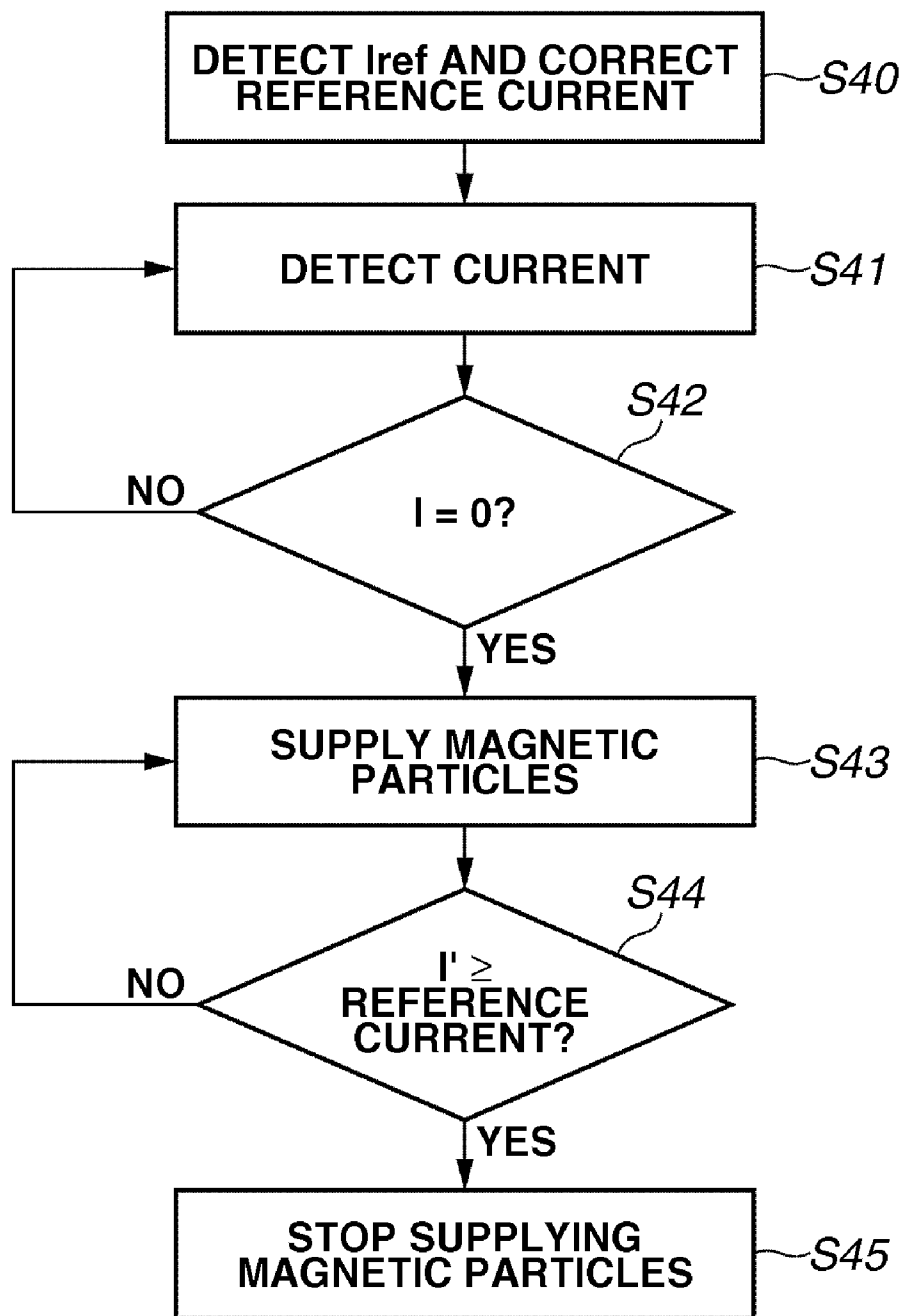 DETECT Iref AND CORRECT
REFERENCE CURRENT
S40
DETECT CURRENT
S41
S42
I = 0?
NO
YES
SUPPLY MAGNETIC
PARTICLES
S43
S44
I' ≥
REFERENCE
CURRENT?
NO
YES
STOP SUPPLYING
MAGNETIC PARTICLES
S45